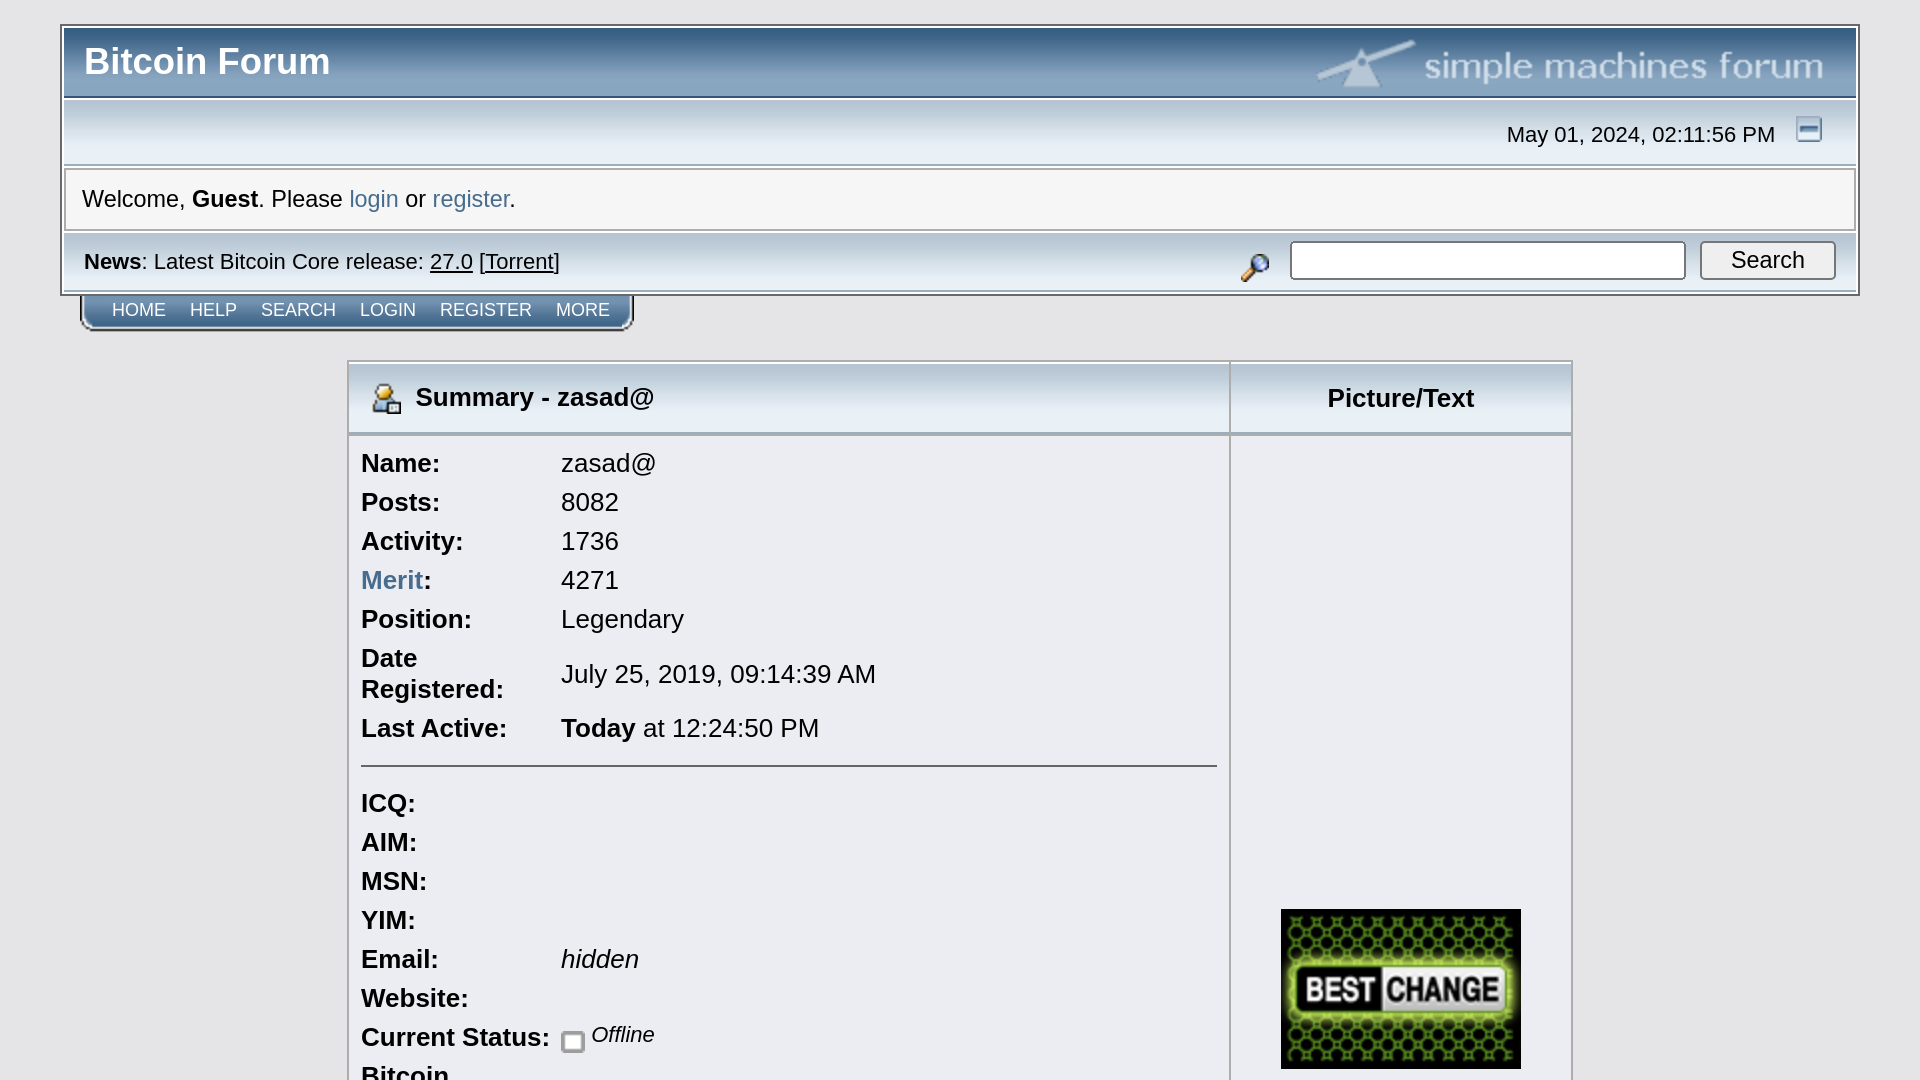 Bitcoin Forum
simple machines forum
May 01, 2024, 02:11:56 PM
Welcome, Guest. Please login or register.
News: Latest Bitcoin Core release: 27.0 [Torrent]
Search
HOME HELP SEARCH LOGIN REGISTER MORE
Summary - zasad@
Picture/Text
Name: zasad@
Posts: 8082
Activity: 1736
Merit: 4271
Position: Legendary
Date
Registered: July 25, 2019, 09:14:39 AM
Last Active: Today at 12:24:50 PM
ICQ:
AIM:
MSN:
YIM:
Email: hidden
Website:
Current Status: Offline
Bitcoin
BEST CHANGE